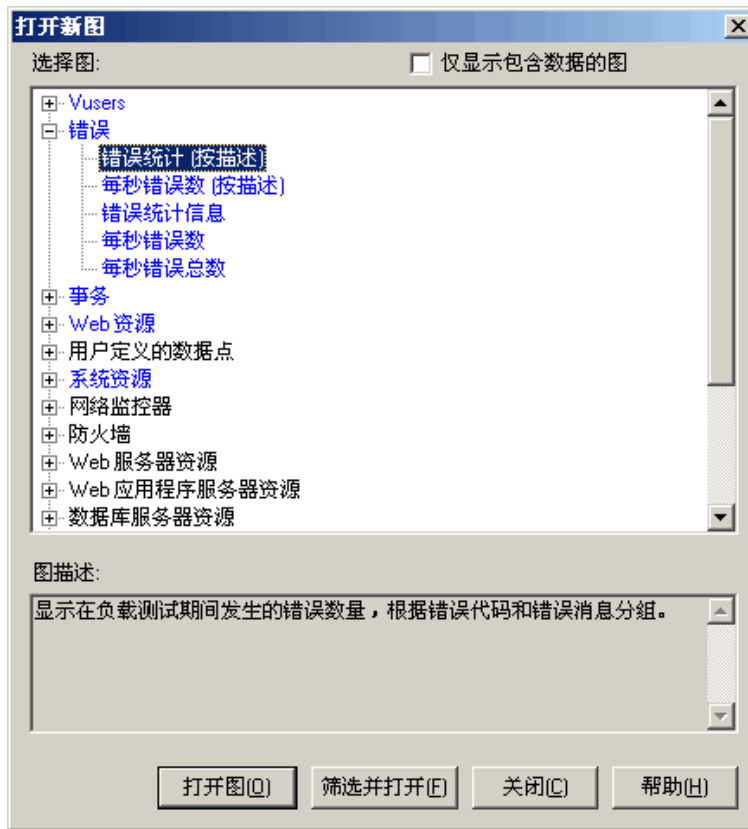 打开新图
选择图: 仅显示包含数据的图
Vusers
错误
错误统计 (按描述)
每秒错误数 (按描述)
错误统计信息
每秒错误数
每秒错误总数
事务
Web 资源
用户定义的数据点
系统资源
网络监控器
防火墙
Web 服务器资源
Web 应用程序服务器资源
数据库服务器资源
图描述:
显示在负载测试期间发生的错误数量，根据错误代码和错误消息分组。
打开图(O) 筛选并打开(F) 关闭(C) 帮助(H)